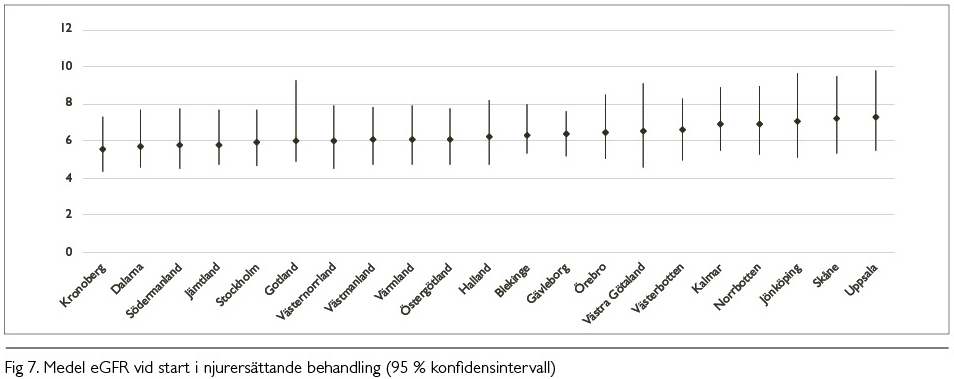 12
10
8
6
4
2
0
Kronoberg
Dalarna
Södermanland
Jämtland
Stockholm
Gotland
Västernorrland
Västmanland
Värmland
Östergötland
Halland
Blekinge
Gävleborg
Örebro
Västra Götaland
Västerbotten
Kalmar
Norrbotten
Jönköping
Skåne
Uppsala
Fig 7. Medel eGFR vid start i njurersättande behandling (95 % konfidensintervall)